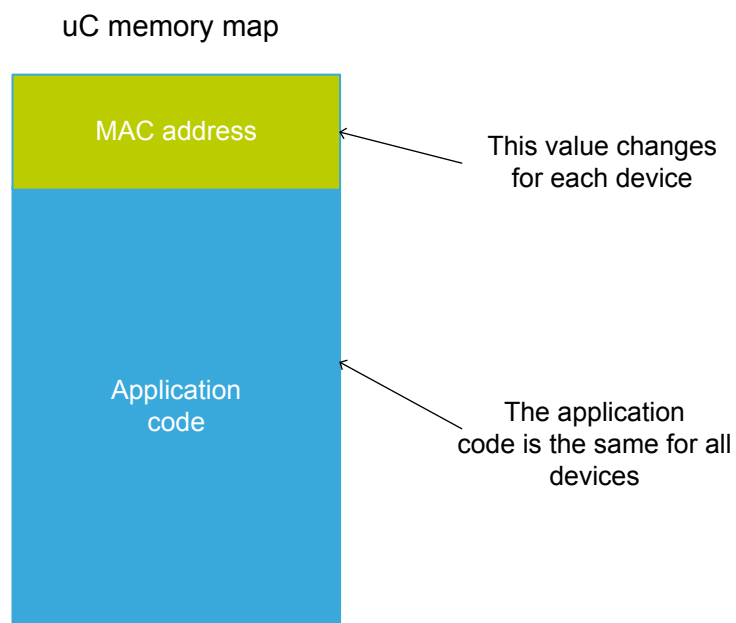 uC memory map
MAC address
This value changes
for each device
Application
code
The application
code is the same for all
devices